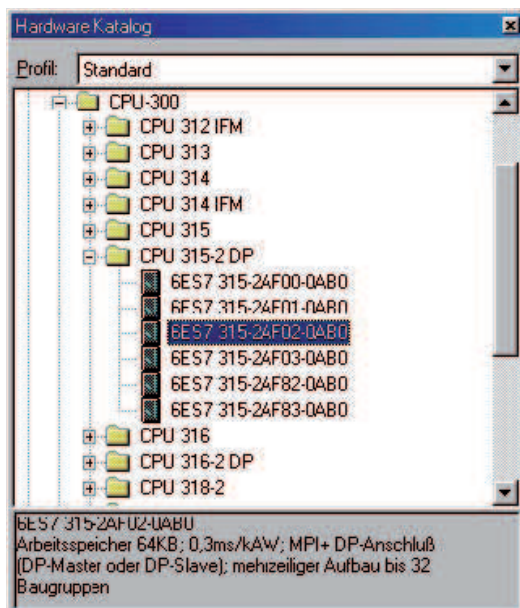 Hardware Katalog
Profil: Standard
CPU-300
CPU 312 IFM
CPU 313
CPU 314
CPU 314 IFM
CPU 315
CPU 315-2 DP
6ES7 315-2AF00-0AB0
6ES7 315-2AF01-0AB0
6ES7 315-2AF02-0AB0
6ES7 315-2AF03-0AB0
6ES7 315-2AF82-0AB0
6ES7 315-2AF83-0AB0
CPU 316
CPU 316-2 DP
CPU 318-2
6ES7 315-2AF02-0AB0
Arbeitsspeicher 64KB; 0,3ms/kAW; MPI+ DP-Anschluß
(DP-Master oder DP-Slave); mehrzeiliger Aufbau bis 32
Baugruppen